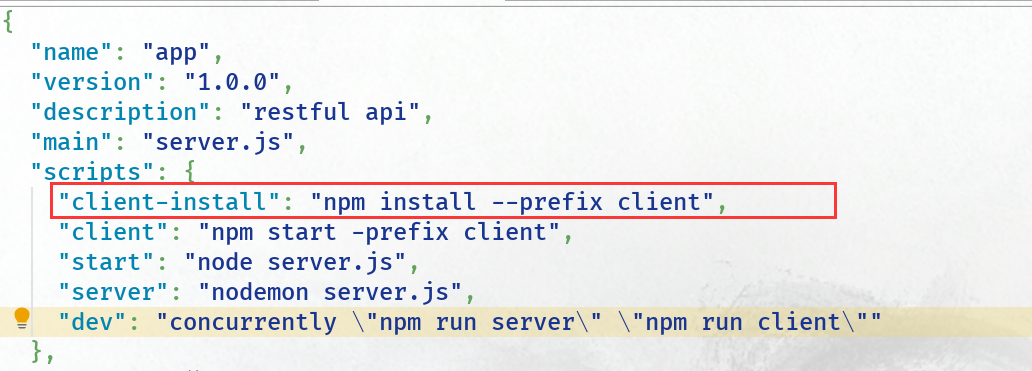 {
"name": "app",
"version": "1.0.0",
"description": "restful api",
"main": "server.js",
"scripts": {
"client-install": "npm install --prefix client",
"client": "npm start -prefix client",
"start": "node server.js",
"server": "nodemon server.js",
"dev": "concurrently \"npm run server\" \"npm run client\""
},